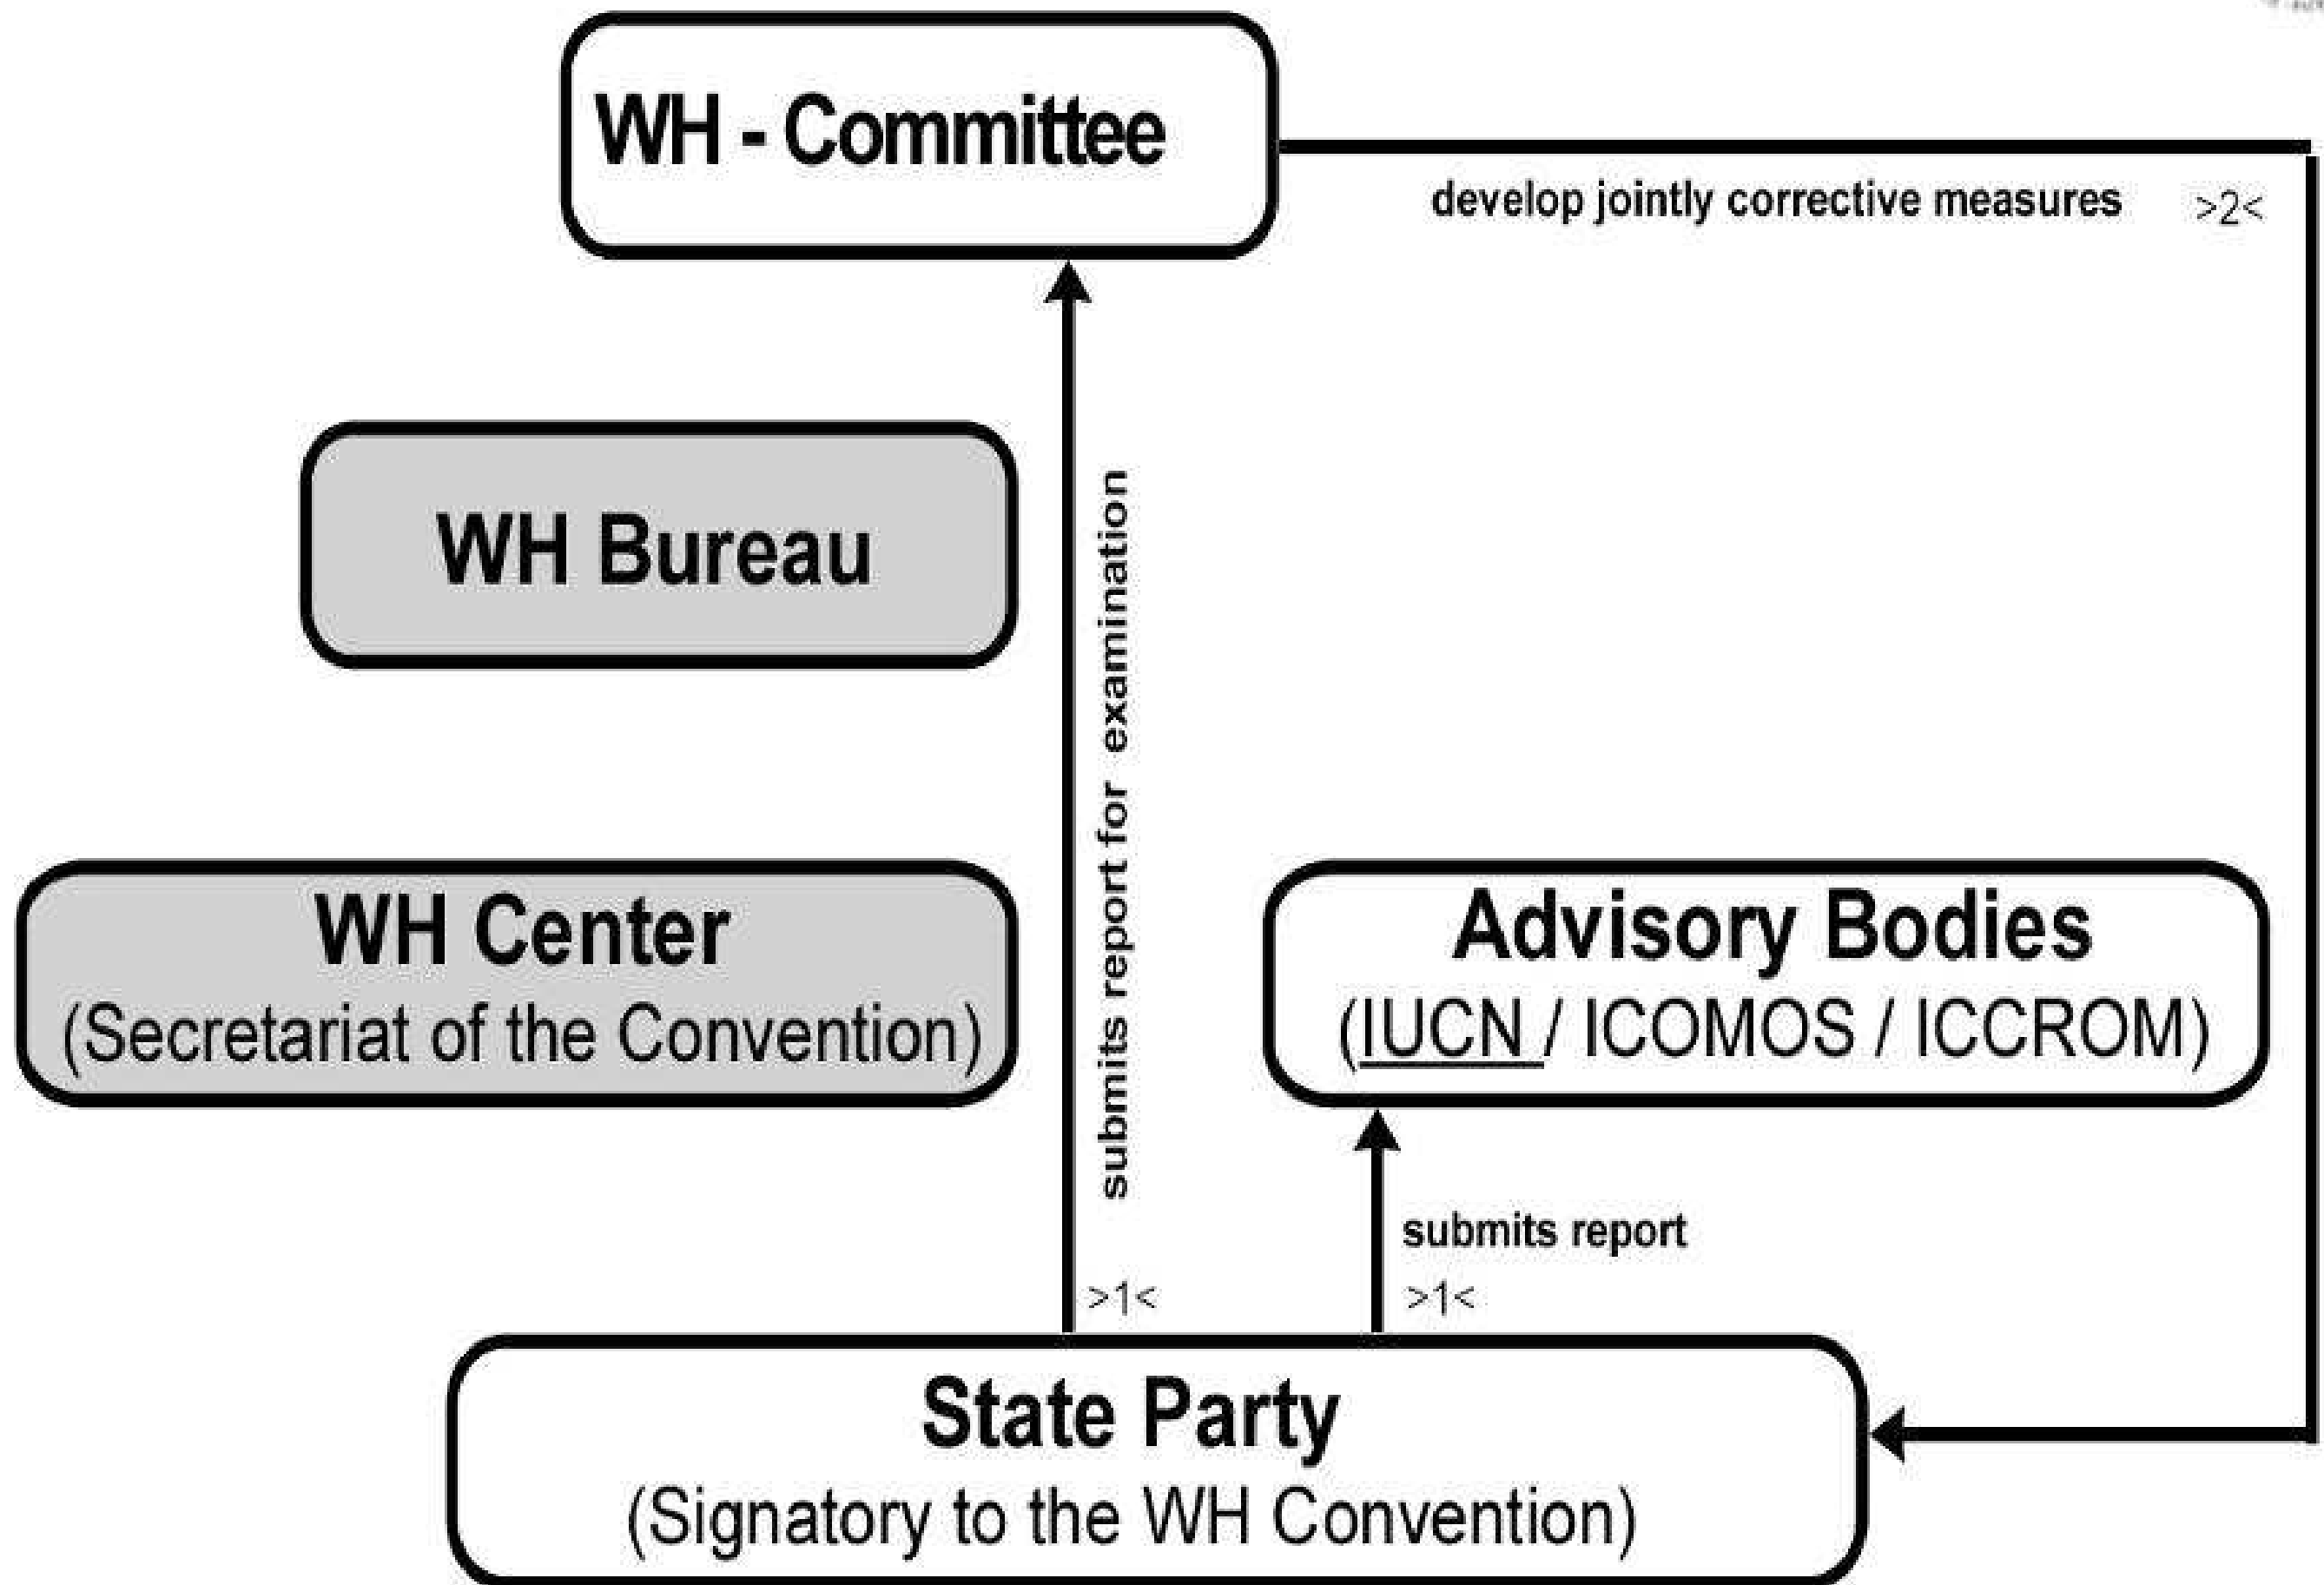 WH - Committee
develop jointly corrective measures >2<
WH Bureau
submits report for examination
WH Center
(Secretariat of the Convention)
Advisory Bodies
(IUCN / ICOMOS / ICCROM)
submits report
>1< >1<
State Party
(Signatory to the WH Convention)